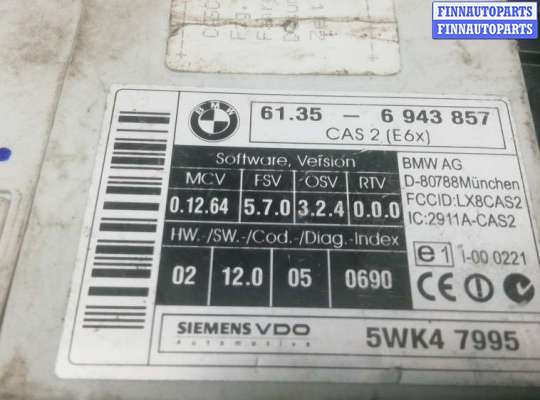 FINNAUTOPARTS
FINNAUTOPARTS
BMW
61.35 – 6 943 857
CAS 2 (E6x)
Software, Version
MCV FSV OSV RTV
0.12.64 5.7.0 3.2.4 0.0.0
HW.-/SW.-/Cod.-/Diag.-Index
02 12.0 05 0690
BMW AG
D-80788München
FCCID:LX8CAS2
IC:2911A-CAS2
e1 I-00 0221
CE
SIEMENS VDO
Automotive
5WK4 7995